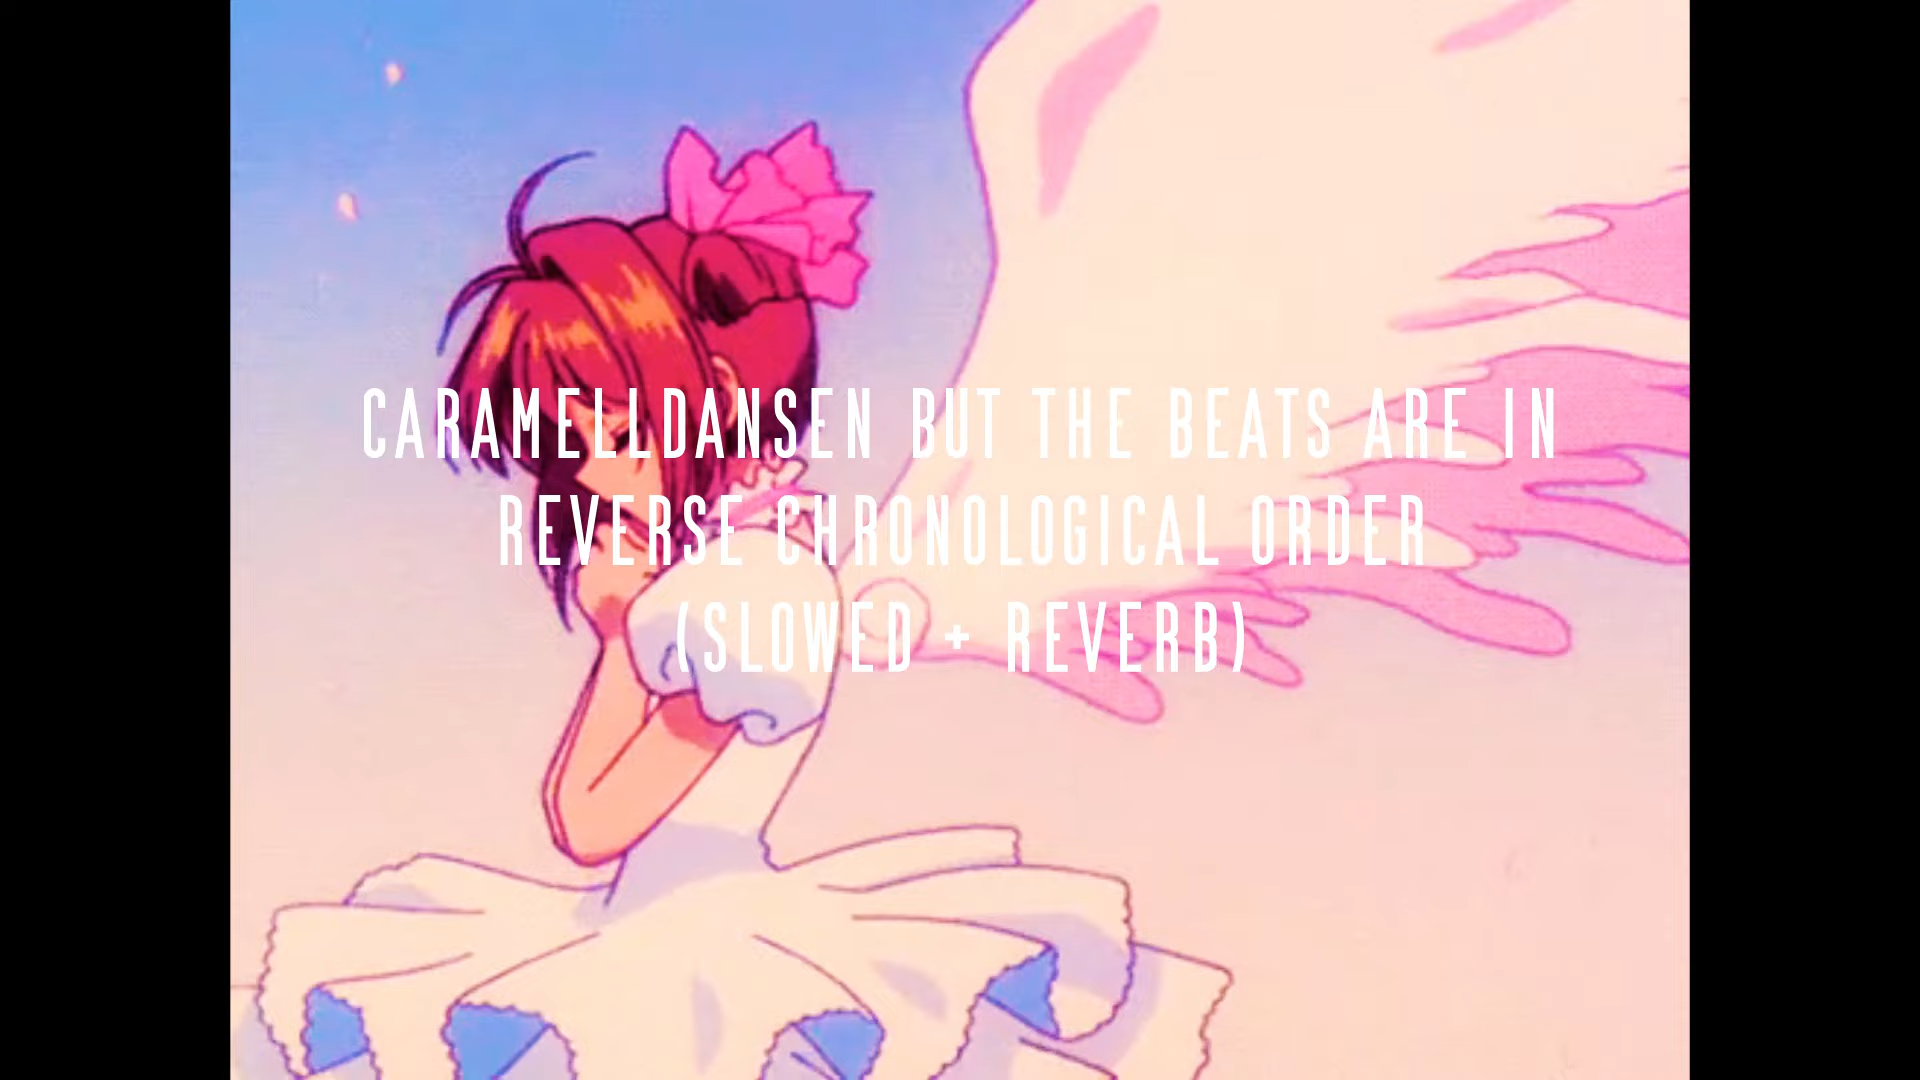 CARAMELLDANSEN BUT THE BEATS ARE IN
REVERSE CHRONOLOGICAL ORDER
(SLOWED + REVERB)